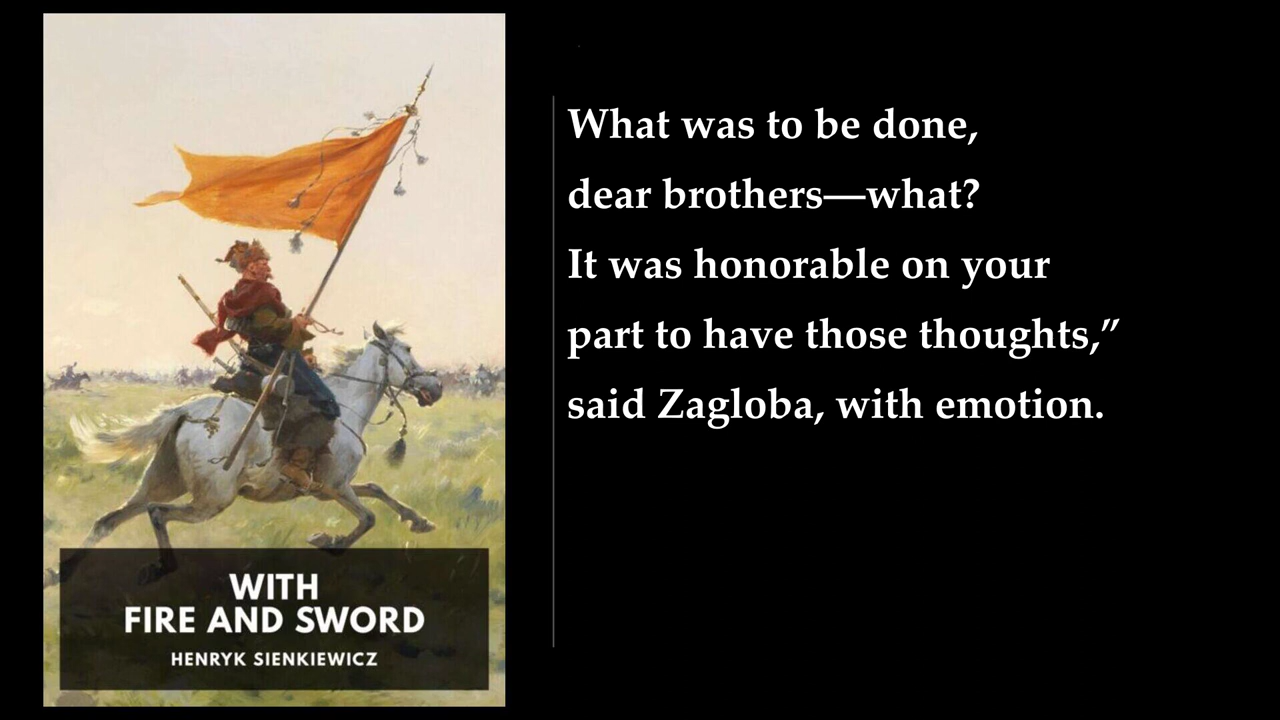 What was to be done,
dear brothers—what?
It was honorable on your
part to have those thoughts,”
said Zagloba, with emotion.
WITH
FIRE AND SWORD
HENRYK SIENKIEWICZ